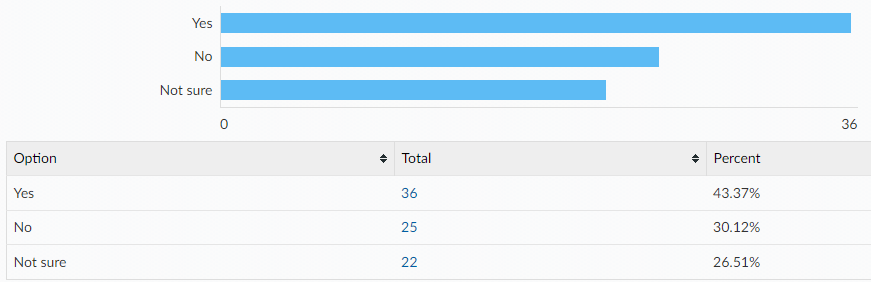 Yes
No
Not sure
0 36
Option Total Percent
Yes 36 43.37%
No 25 30.12%
Not sure 22 26.51%